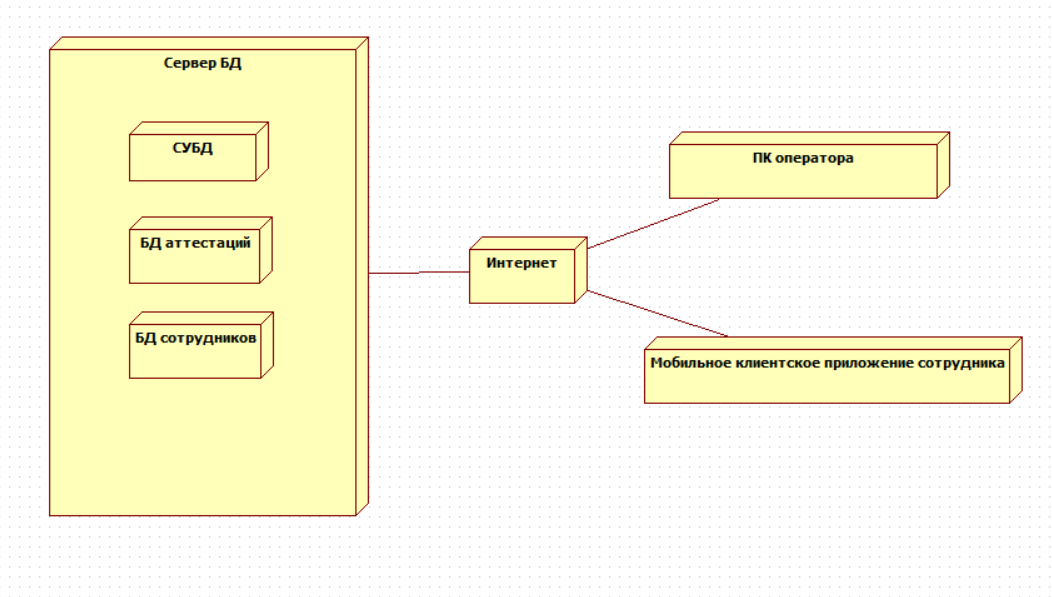 Сервер БД
СУБД
БД аттестаций
БД сотрудников
Интернет
ПК оператора
Мобильное клиентское приложение сотрудника